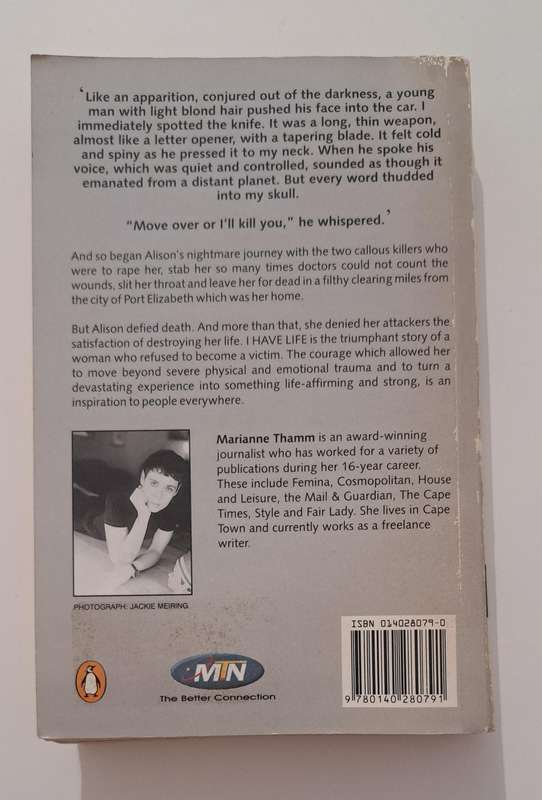 ‘Like an apparition, conjured out of the darkness, a young
man with light blond hair pushed his face into the car. I
immediately spotted the knife. It was a long, thin weapon,
almost like a letter opener, with a tapering blade. It felt cold
and spiny as he pressed it to my neck. When he spoke his
voice, which was quiet and controlled, sounded as though it
emanated from a distant planet. But every word thudded
into my skull.
"Move over or I'll kill you," he whispered.’
And so began Alison's nightmare journey with the two callous killers who
were to rape her, stab her so many times doctors could not count the
wounds, slit her throat and leave her for dead in a filthy clearing miles from
the city of Port Elizabeth which was her home.
But Alison defied death. And more than that, she denied her attackers the
satisfaction of destroying her life. I HAVE LIFE is the triumphant story of a
woman who refused to become a victim. The courage which allowed her
to move beyond severe physical and emotional trauma and to turn a
devastating experience into something life-affirming and strong, is an
inspiration to people everywhere.
Marianne Thamm is an award-winning
journalist who has worked for a variety of
publications during her 16-year career.
These include Femina, Cosmopolitan, House
and Leisure, the Mail & Guardian, The Cape
Times, Style and Fair Lady. She lives in Cape
Town and currently works as a freelance
writer.
PHOTOGRAPH: JACKIE MEIRING
MTN
The Better Connection
ISBN 014028079-0
9 780140 280791